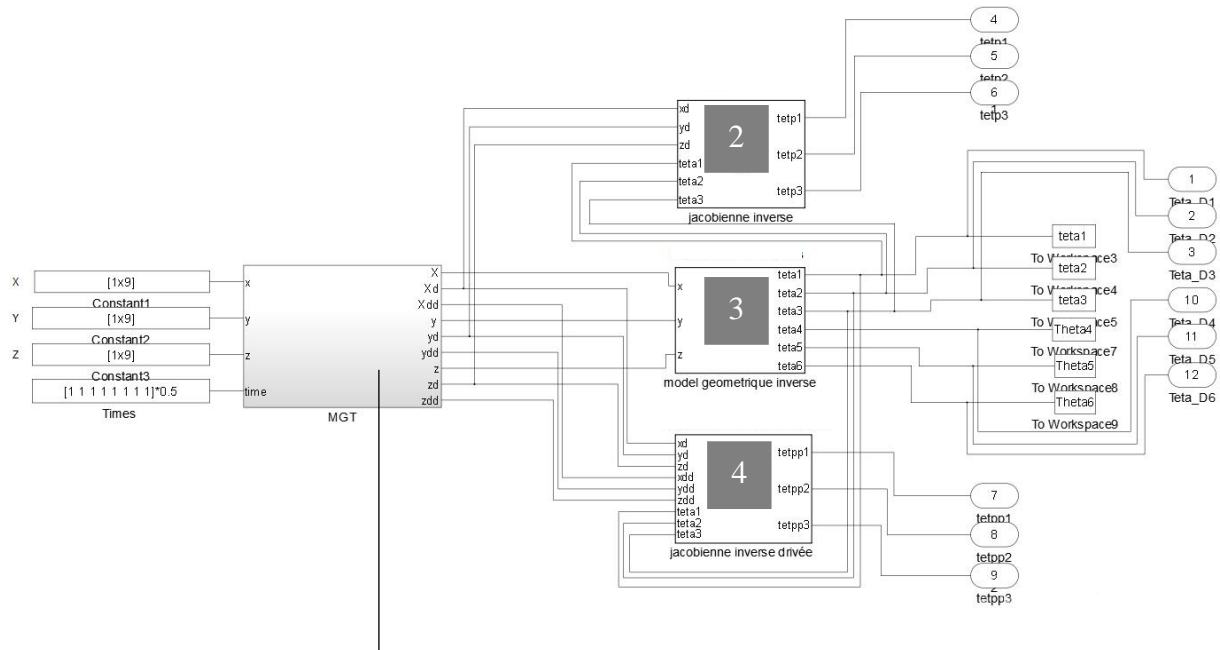 4
tetp1
5
tetp2
6
1
tetp3
xd
yd
zd
teta1
teta2
teta3
2
tetp1
tetp2
tetp3
jacobienne inverse
1
Teta_D1
2
Teta_D2
3
Teta_D3
10
Teta_D4
11
Teta_D5
12
Teta_D6
teta1
To Workspace3
teta2
To Workspace4
teta3
To Workspace5
Theta4
To Workspace7
Theta5
To Workspace8
Theta6
To Workspace9
X
[1x9]
Constant1
Y
[1x9]
Constant2
Z
[1x9]
Constant3
[1 1 1 1 1 1 1 1]*0.5
Times
x
y
z
time
X
Xd
Xdd
y
yd
ydd
z
zd
zdd
MGT
x
y
z
3
teta1
teta2
teta3
teta4
teta5
teta6
model geometrique inverse
xd
yd
zd
xdd
ydd
zdd
teta1
teta2
teta3
4
tetpp1
tetpp2
tetpp3
jacobienne inverse drivée
7
tetpp1
8
tetpp2
9
2
tetpp3